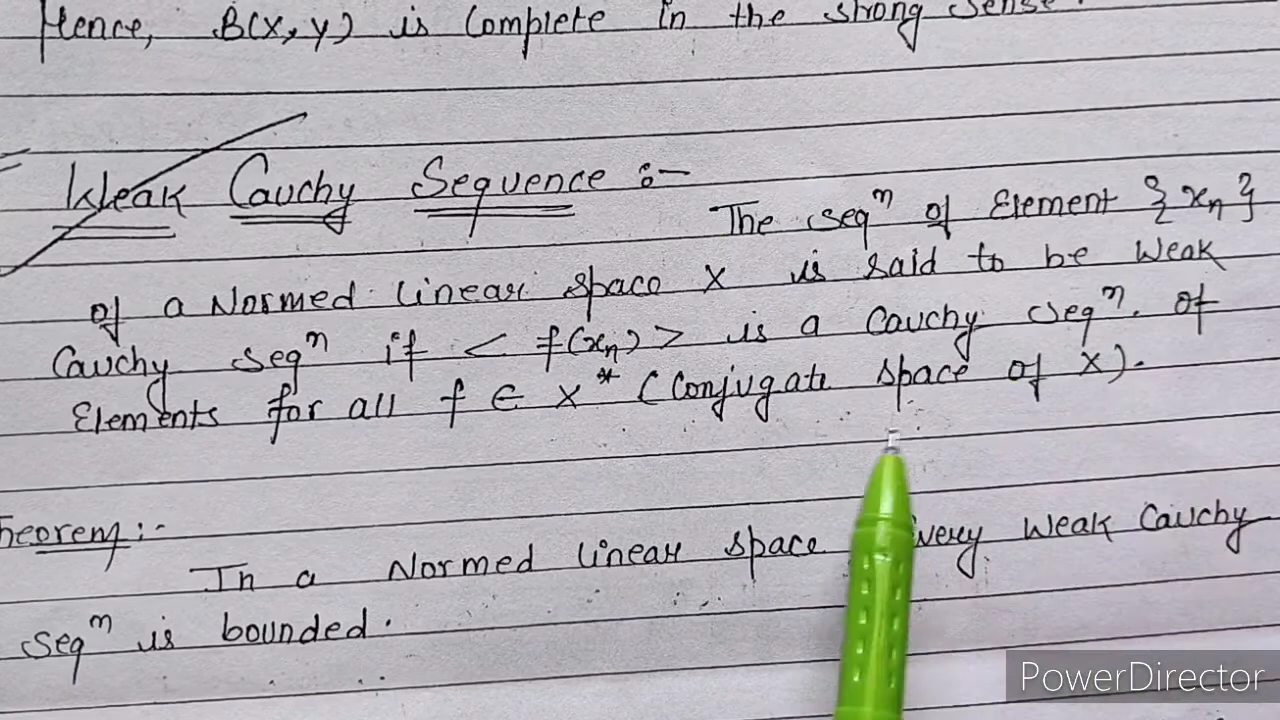 Hence, B(X, Y) is Complete in the strong sense.
Weak Cauchy Sequence :-
The seqⁿ of Element {xₙ}
of a Normed linear space X is said to be Weak
Cauchy seqⁿ if < f(xₙ) > is a Cauchy seqⁿ. of
Elements for all f ∈ X* (Conjugate space of X).
heorem :-
In a Normed linear space every Weak Cauchy
seqⁿ is bounded.
PowerDirector